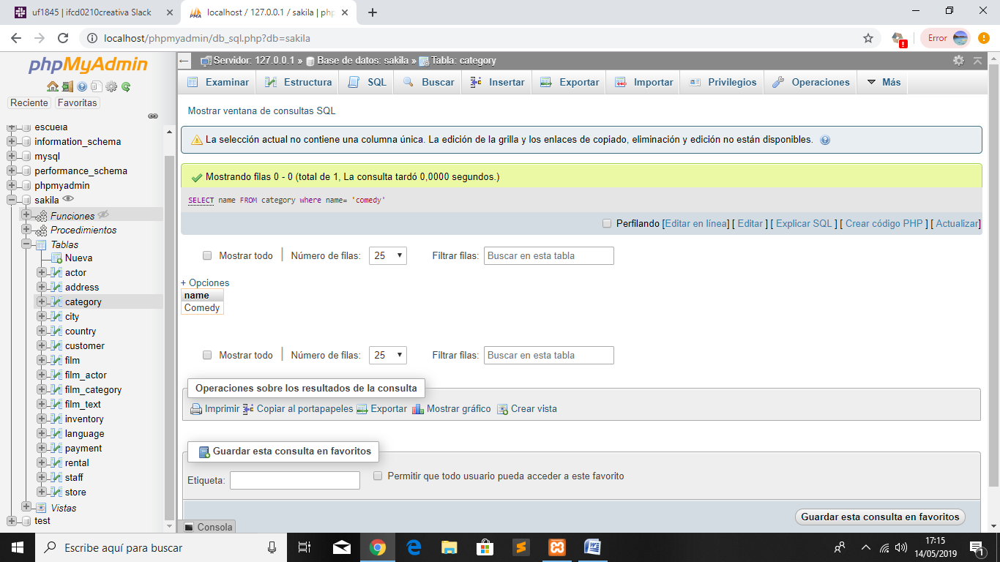 uf1845 | ifcd0210creativa Slack
localhost / 127.0.0.1 / sakila | php
localhost/phpmyadmin/db_sql.php?db=sakila
Error
phpMyAdmin
Reciente
Favoritas
escuela
information_schema
mysql
performance_schema
phpmyadmin
sakila
Funciones
Procedimientos
Tablas
Nueva
actor
address
category
city
country
customer
film
film_actor
film_category
film_text
inventory
language
payment
rental
staff
store
Vistas
test
Servidor: 127.0.0.1 » Base de datos: sakila » Tabla: category
Examinar Estructura SQL Buscar Insertar Exportar Importar Privilegios Operaciones Más
Mostrar ventana de consultas SQL
La selección actual no contiene una columna única. La edición de la grilla y los enlaces de copiado, eliminación y edición no están disponibles.
Mostrando filas 0 - 0 (total de 1, La consulta tardó 0,0000 segundos.)
SELECT name FROM category where name= 'comedy'
Perfilando [Editar en línea] [ Editar ] [ Explicar SQL ] [ Crear código PHP ] [ Actualizar]
Mostrar todo | Número de filas: 25 Filtrar filas: Buscar en esta tabla
+ Opciones
name
Comedy
Mostrar todo | Número de filas: 25 Filtrar filas: Buscar en esta tabla
Operaciones sobre los resultados de la consulta
Imprimir Copiar al portapapeles Exportar Mostrar gráfico Crear vista
Guardar esta consulta en favoritos
Etiqueta: Permitir que todo usuario pueda acceder a este favorito
Guardar esta consulta en favoritos
Consola
Escribe aquí para buscar
17:15
14/05/2019
1